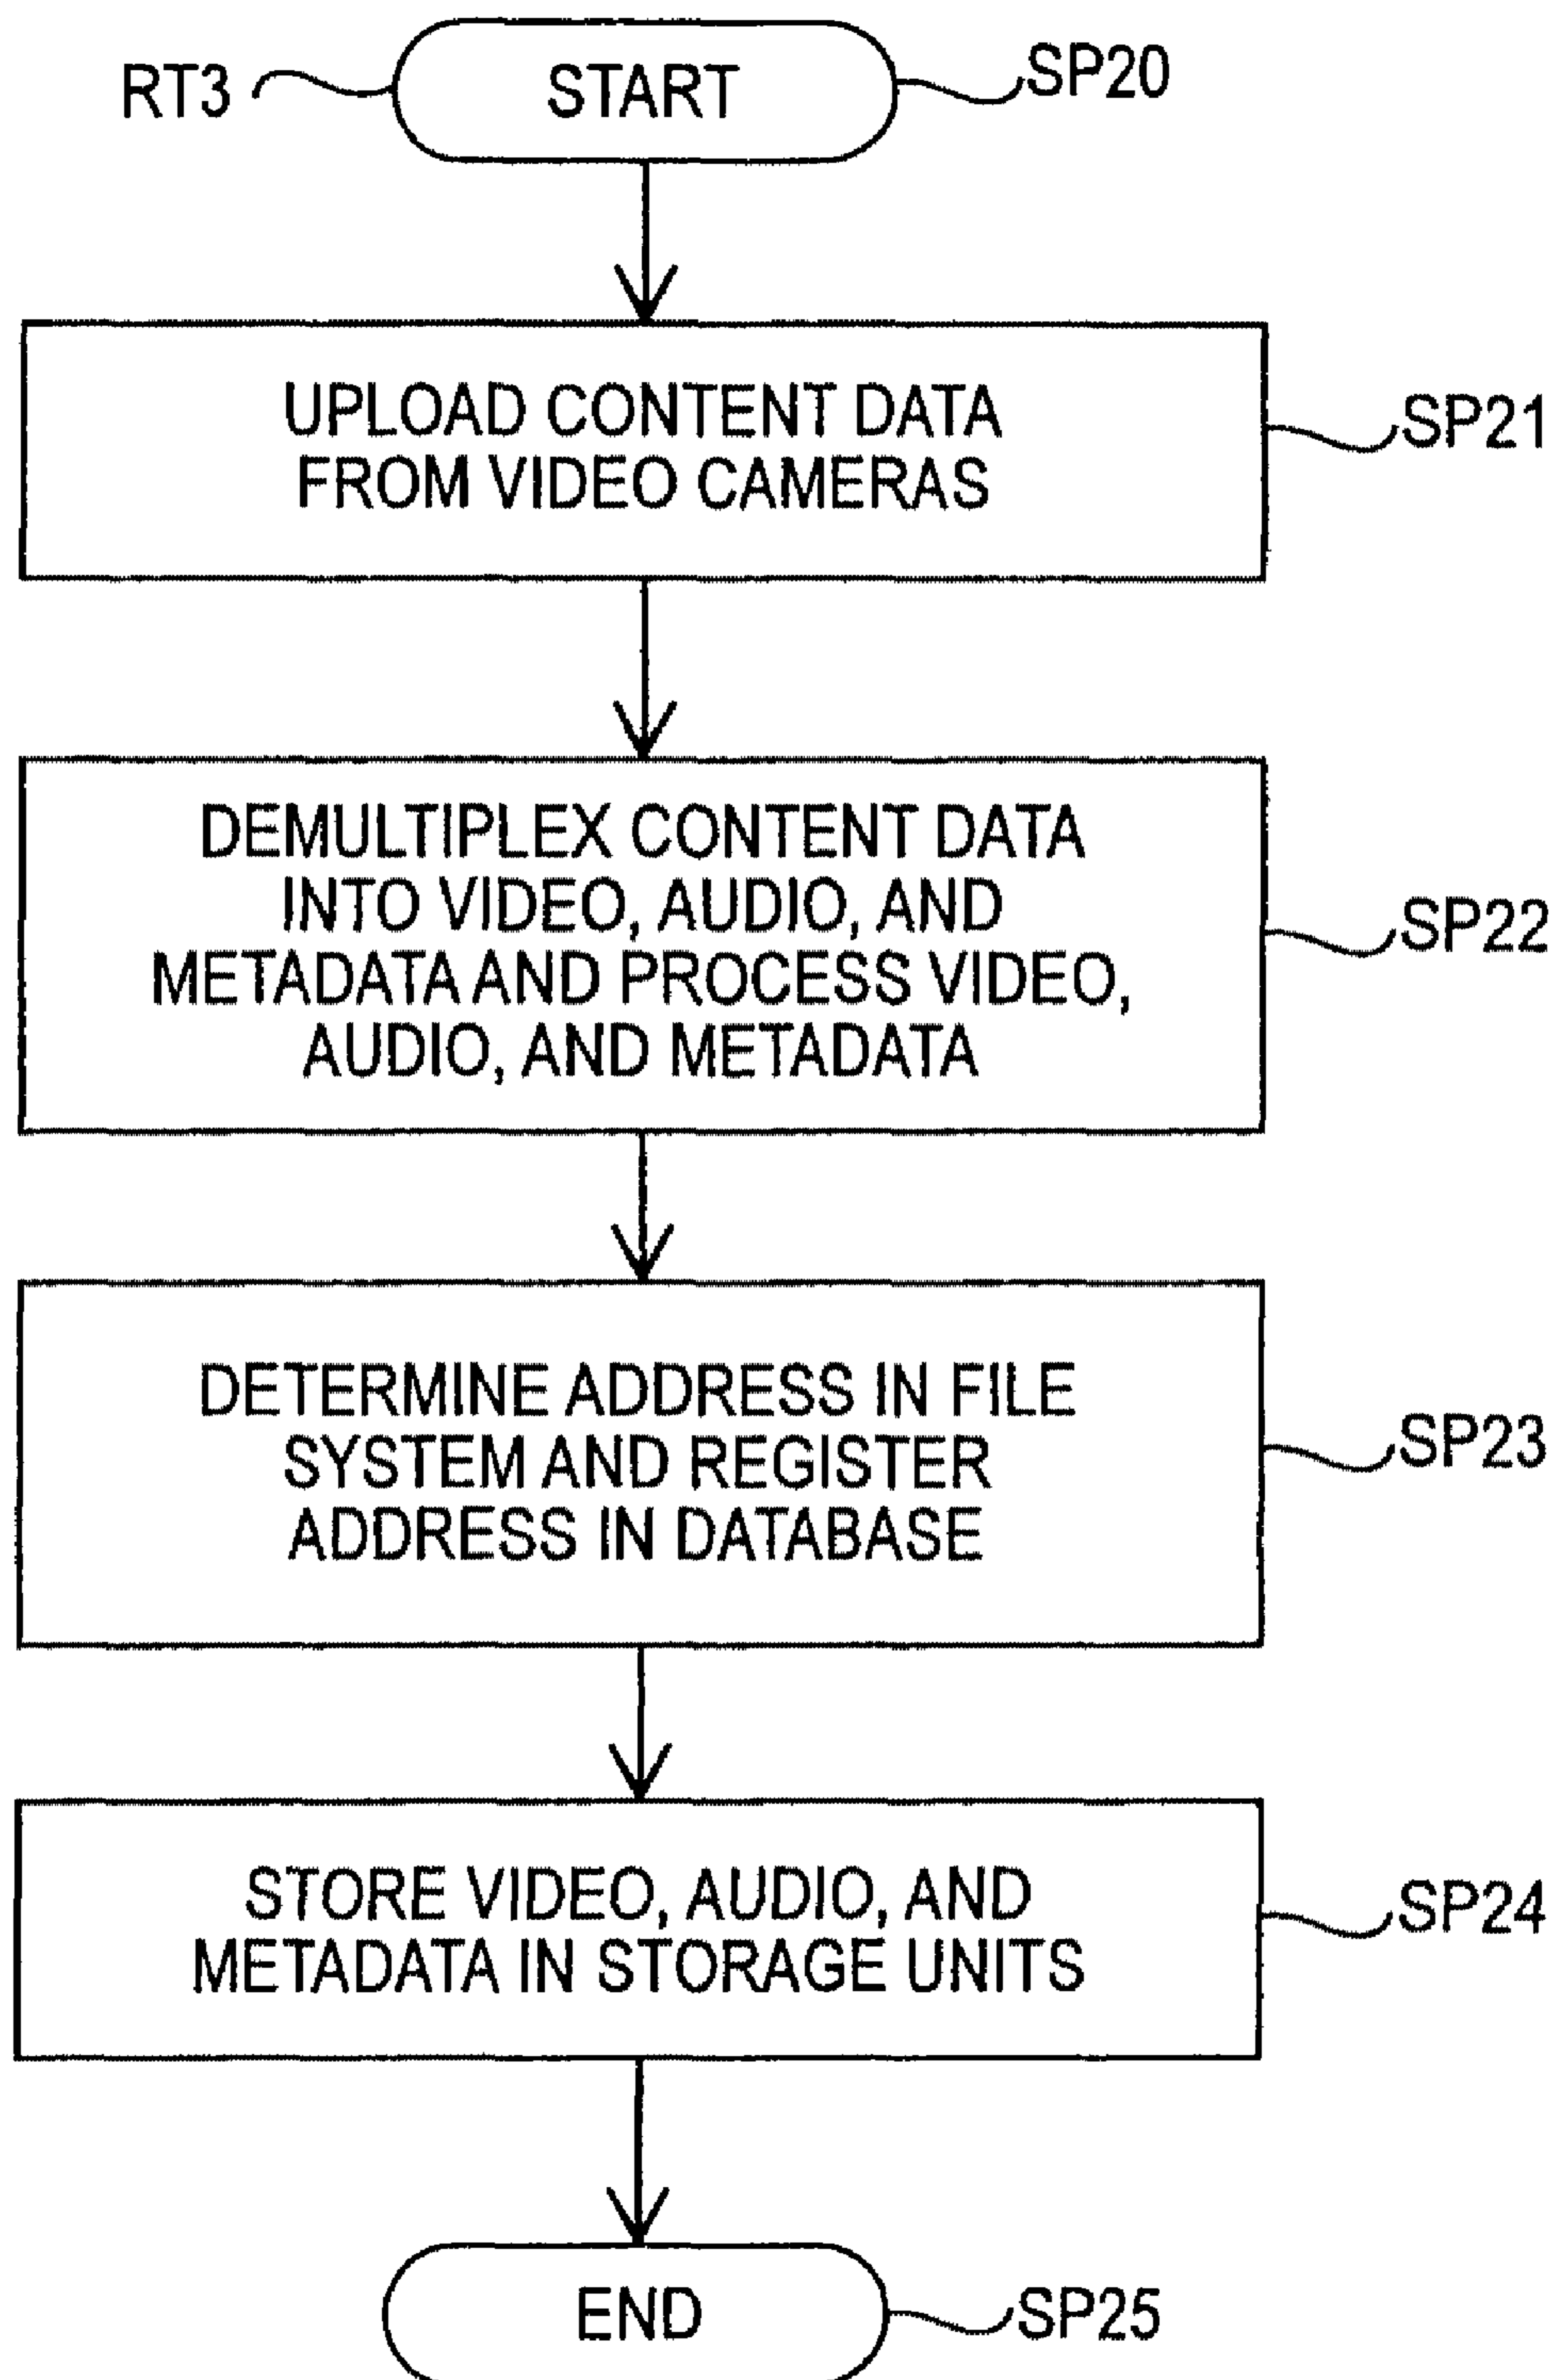 RT3 START SP20
UPLOAD CONTENT DATA
FROM VIDEO CAMERAS
SP21
DEMULTIPLEX CONTENT DATA
INTO VIDEO, AUDIO, AND
METADATA AND PROCESS VIDEO,
AUDIO, AND METADATA
SP22
DETERMINE ADDRESS IN FILE
SYSTEM AND REGISTER
ADDRESS IN DATABASE
SP23
STORE VIDEO, AUDIO, AND
METADATA IN STORAGE UNITS
SP24
END SP25